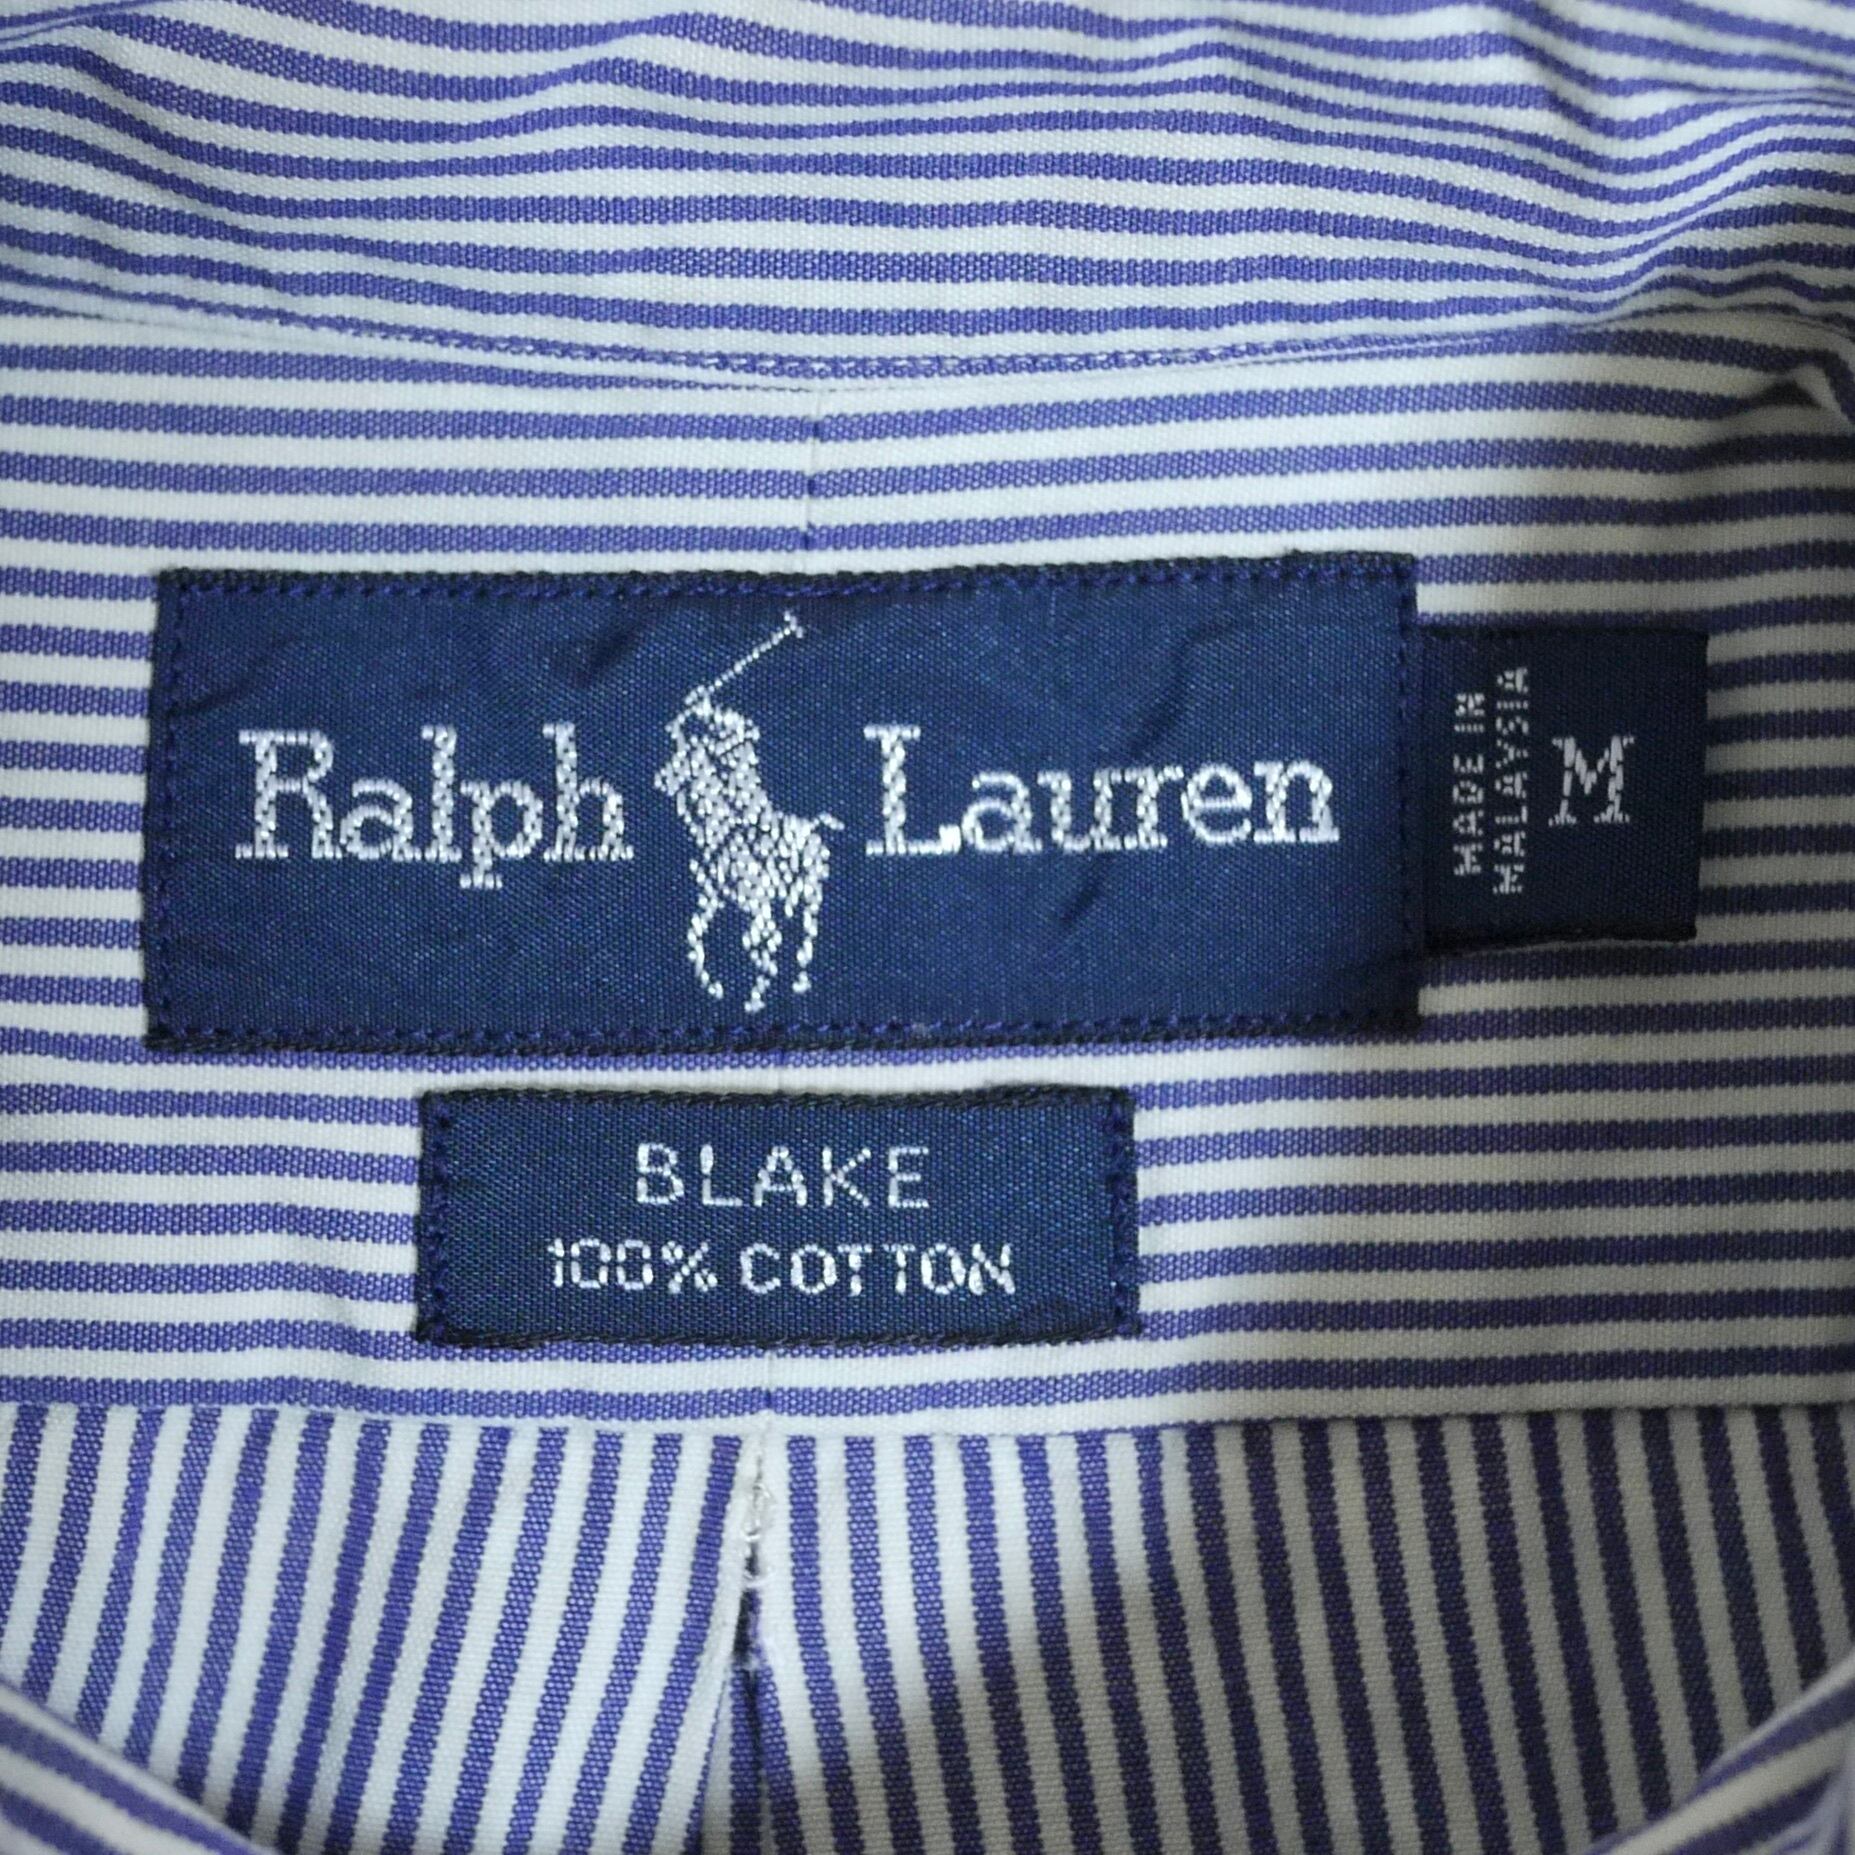 Ralph Lauren
MADE IN
MALAYSIA
M
BLAKE
100% COTTON